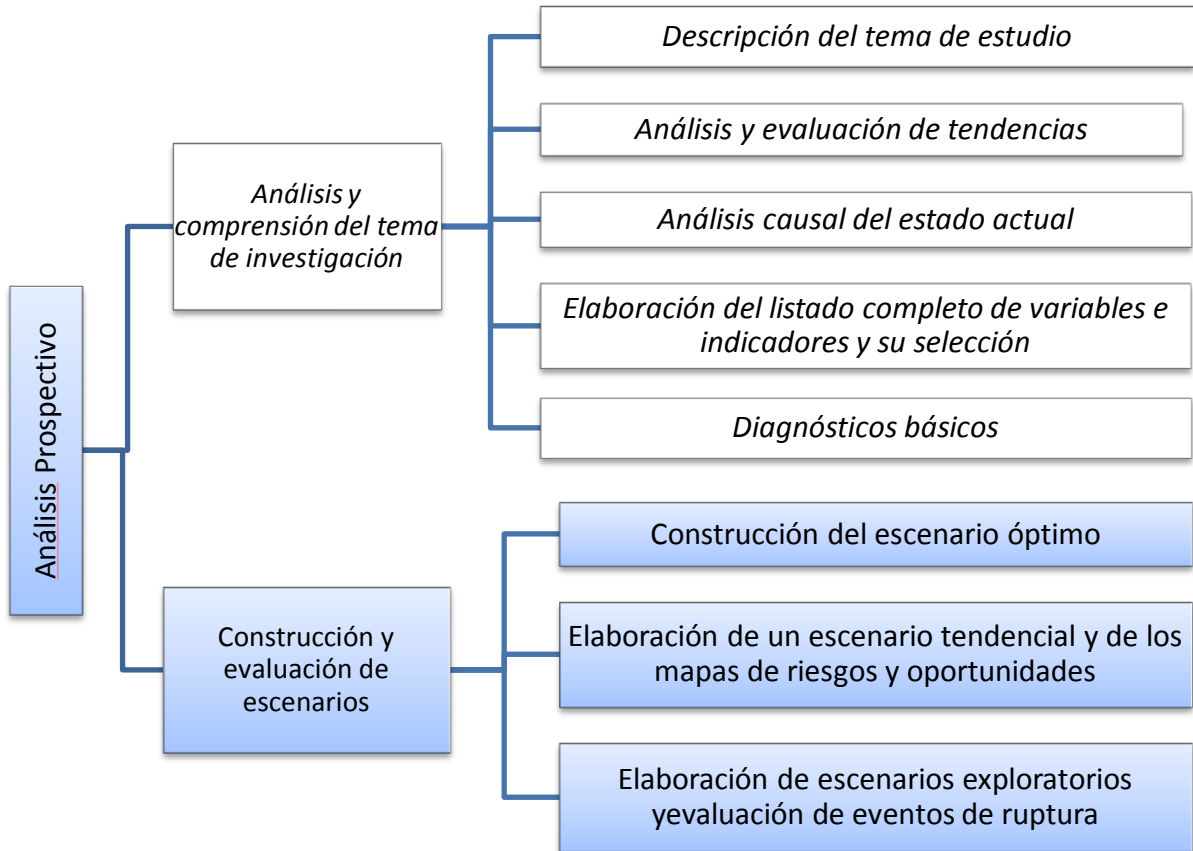 Análisis Prospectivo
Análisis y
comprensión del tema
de investigación
Descripción del tema de estudio
Análisis y evaluación de tendencias
Análisis causal del estado actual
Elaboración del listado completo de variables e
indicadores y su selección
Diagnósticos básicos
Construcción y
evaluación de
escenarios
Construcción del escenario óptimo
Elaboración de un escenario tendencial y de los
mapas de riesgos y oportunidades
Elaboración de escenarios exploratorios
yevaluación de eventos de ruptura